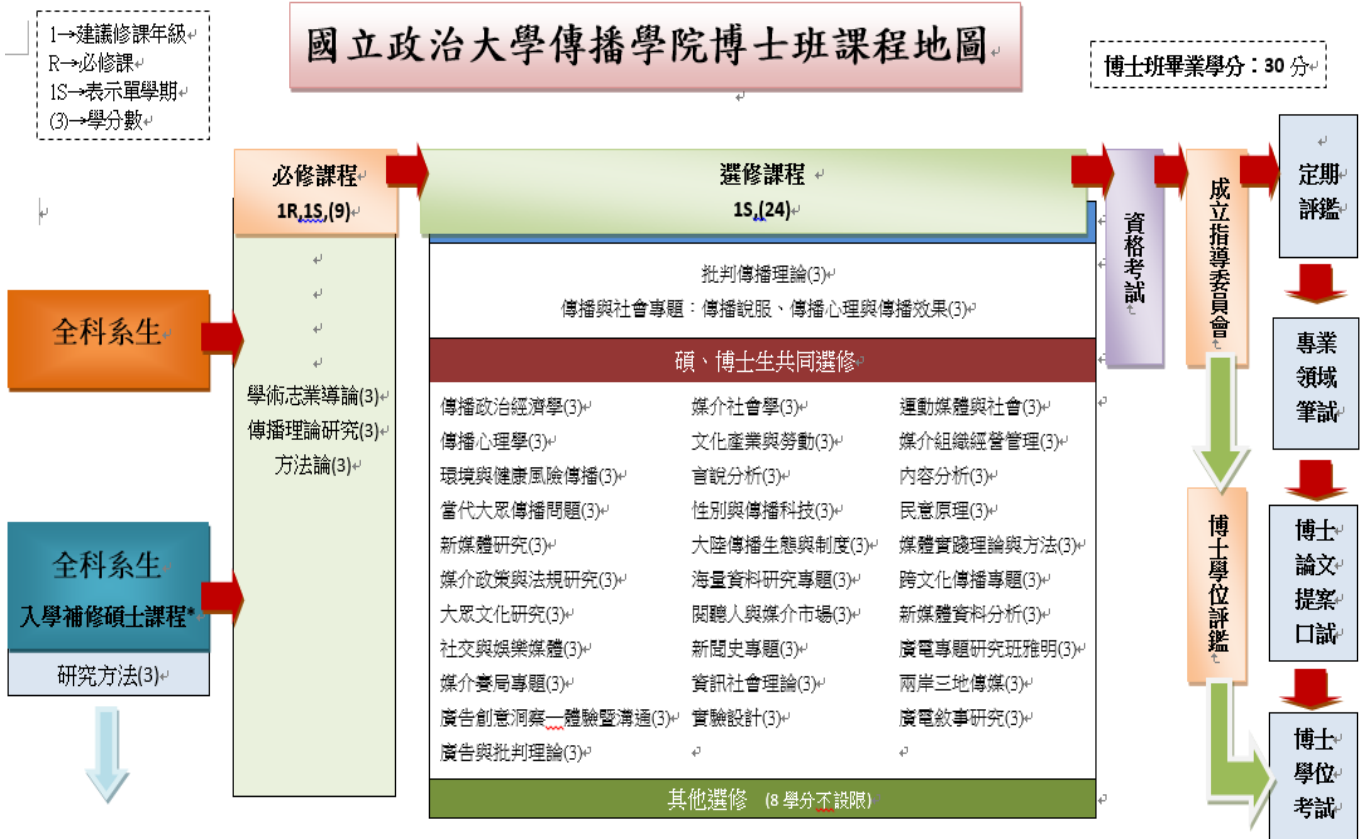 1→建議修課年級
R→必修課
1S→表示單學期
(3)→學分數
國立政治大學傳播學院博士班課程地圖
博士班畢業學分：30 分
必修課程
1R,1S,(9)
選修課程
1S,(24)
資格考試
成立指導委員會
定期
評鑑
批判傳播理論(3)
傳播與社會專題：傳播說服、傳播心理與傳播效果(3)
全科系生
碩、博士生共同選修
專業
領域
筆試
學術志業導論(3)
傳播理論研究(3)
方法論(3)
傳播政治經濟學(3) 媒介社會學(3) 運動媒體與社會(3)
傳播心理學(3) 文化產業與勞動(3) 媒介組織經營管理(3)
環境與健康風險傳播(3) 言說分析(3) 內容分析(3)
當代大眾傳播問題(3) 性別與傳播科技(3) 民意原理(3)
新媒體研究(3) 大陸傳播生態與制度(3) 媒體實踐理論與方法(3)
媒介政策與法規研究(3) 海量資料研究專題(3) 跨文化傳播專題(3)
大眾文化研究(3) 閱聽人與媒介市場(3) 新媒體資料分析(3)
社交與娛樂媒體(3) 新聞史專題(3) 廣電專題研究班雅明(3)
媒介賽局專題(3) 資訊社會理論(3) 兩岸三地傳媒(3)
廣告創意洞察—體驗暨溝通(3) 實驗設計(3) 廣電敘事研究(3)
廣告與批判理論(3)
全科系生
入學補修碩士課程*
研究方法(3)
博士學位評鑑
博士
論文
提案
口試
其他選修 (8 學分不設限)
博士
學位
考試